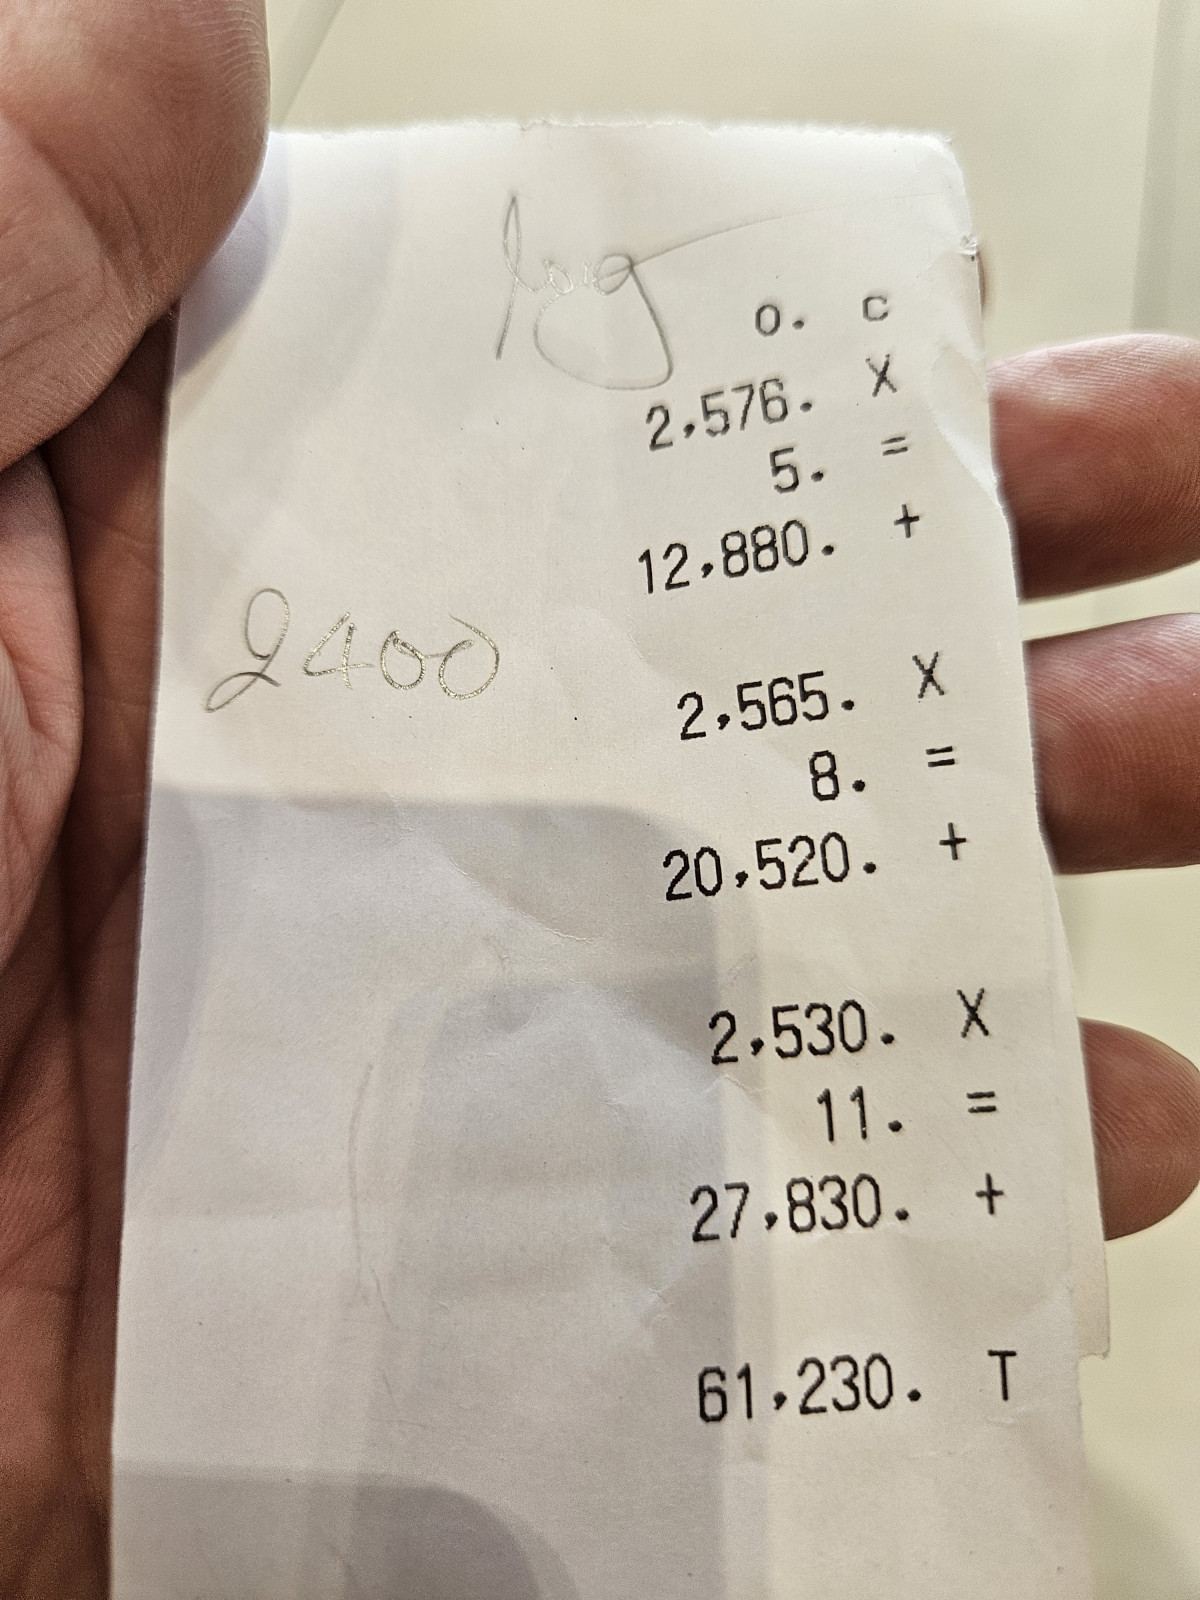 0. C
2,576. X
5. =
12,880. +
2400
2,565. X
8. =
20,520. +
2,530. X
11. =
27,830. +
61,230. T